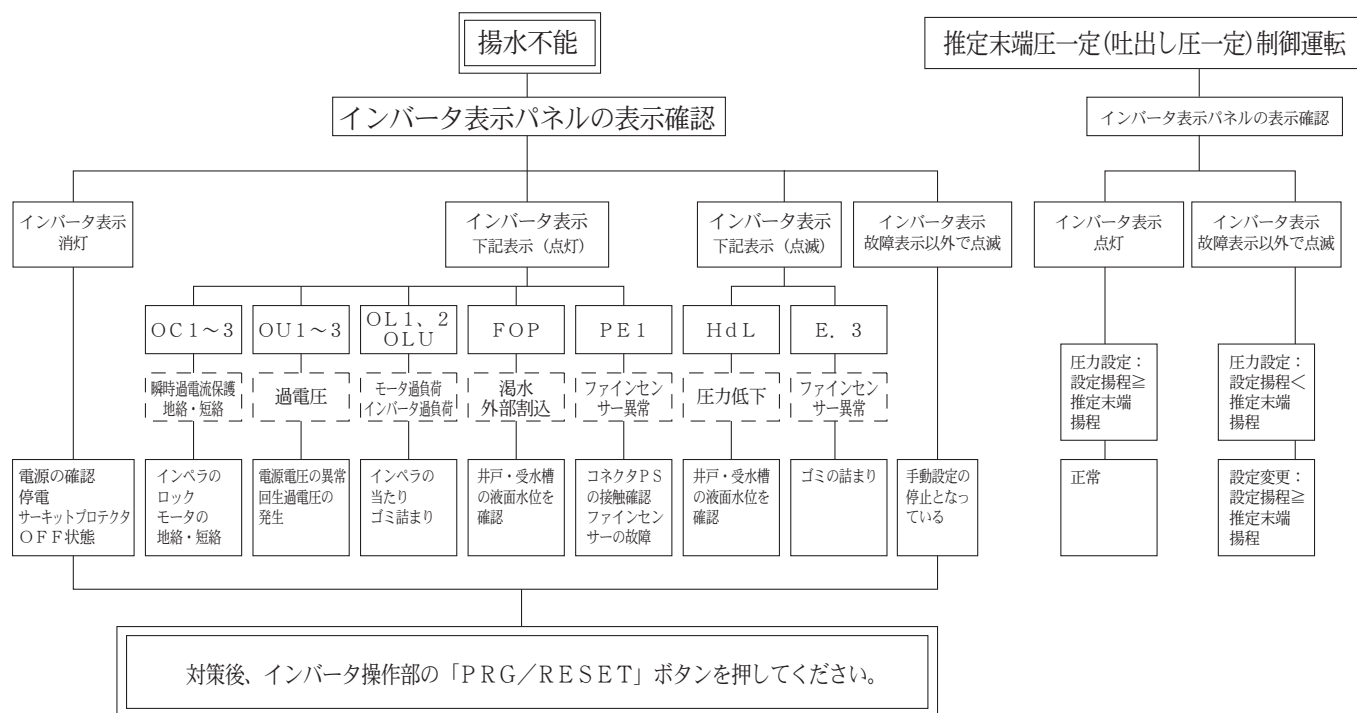 揚水不能
推定末端圧一定(吐出し圧一定)制御運転
インバータ表示パネルの表示確認
インバータ表示パネルの表示確認
インバータ表示
消灯
インバータ表示
下記表示（点灯）
インバータ表示
下記表示（点滅）
インバータ表示
故障表示以外で点滅
インバータ表示
点灯
インバータ表示
故障表示以外で点滅
ＯＣ１～３
ＯＵ１～３
ＯＬ１、２
ＯＬＵ
ＦＯＰ
ＰＥ１
ＨｄＬ
Ｅ．３
瞬時過電流保護
地絡・短絡
過電圧
モータ過負荷
インバータ過負荷
渇水
外部割込
ファインセン
サー異常
圧力低下
ファインセン
サー異常
圧力設定：
設定揚程≧
推定末端
揚程
圧力設定：
設定揚程＜
推定末端
揚程
電源の確認
停電
サーキットプロテクタ
ＯＦＦ状態
インペラの
ロック
モータの
地絡・短絡
電源電圧の異常
回生過電圧の
発生
インペラの
当たり
ゴミ詰まり
井戸・受水槽
の液面水位を
確認
コネクタＰＳ
の接触確認
ファインセン
サーの故障
井戸・受水槽
の液面水位を
確認
ゴミの詰まり
手動設定の
停止となっ
ている
正常
設定変更：
設定揚程≧
推定末端
揚程
対策後、インバータ操作部の「ＰＲＧ／ＲＥＳＥＴ」ボタンを押してください。